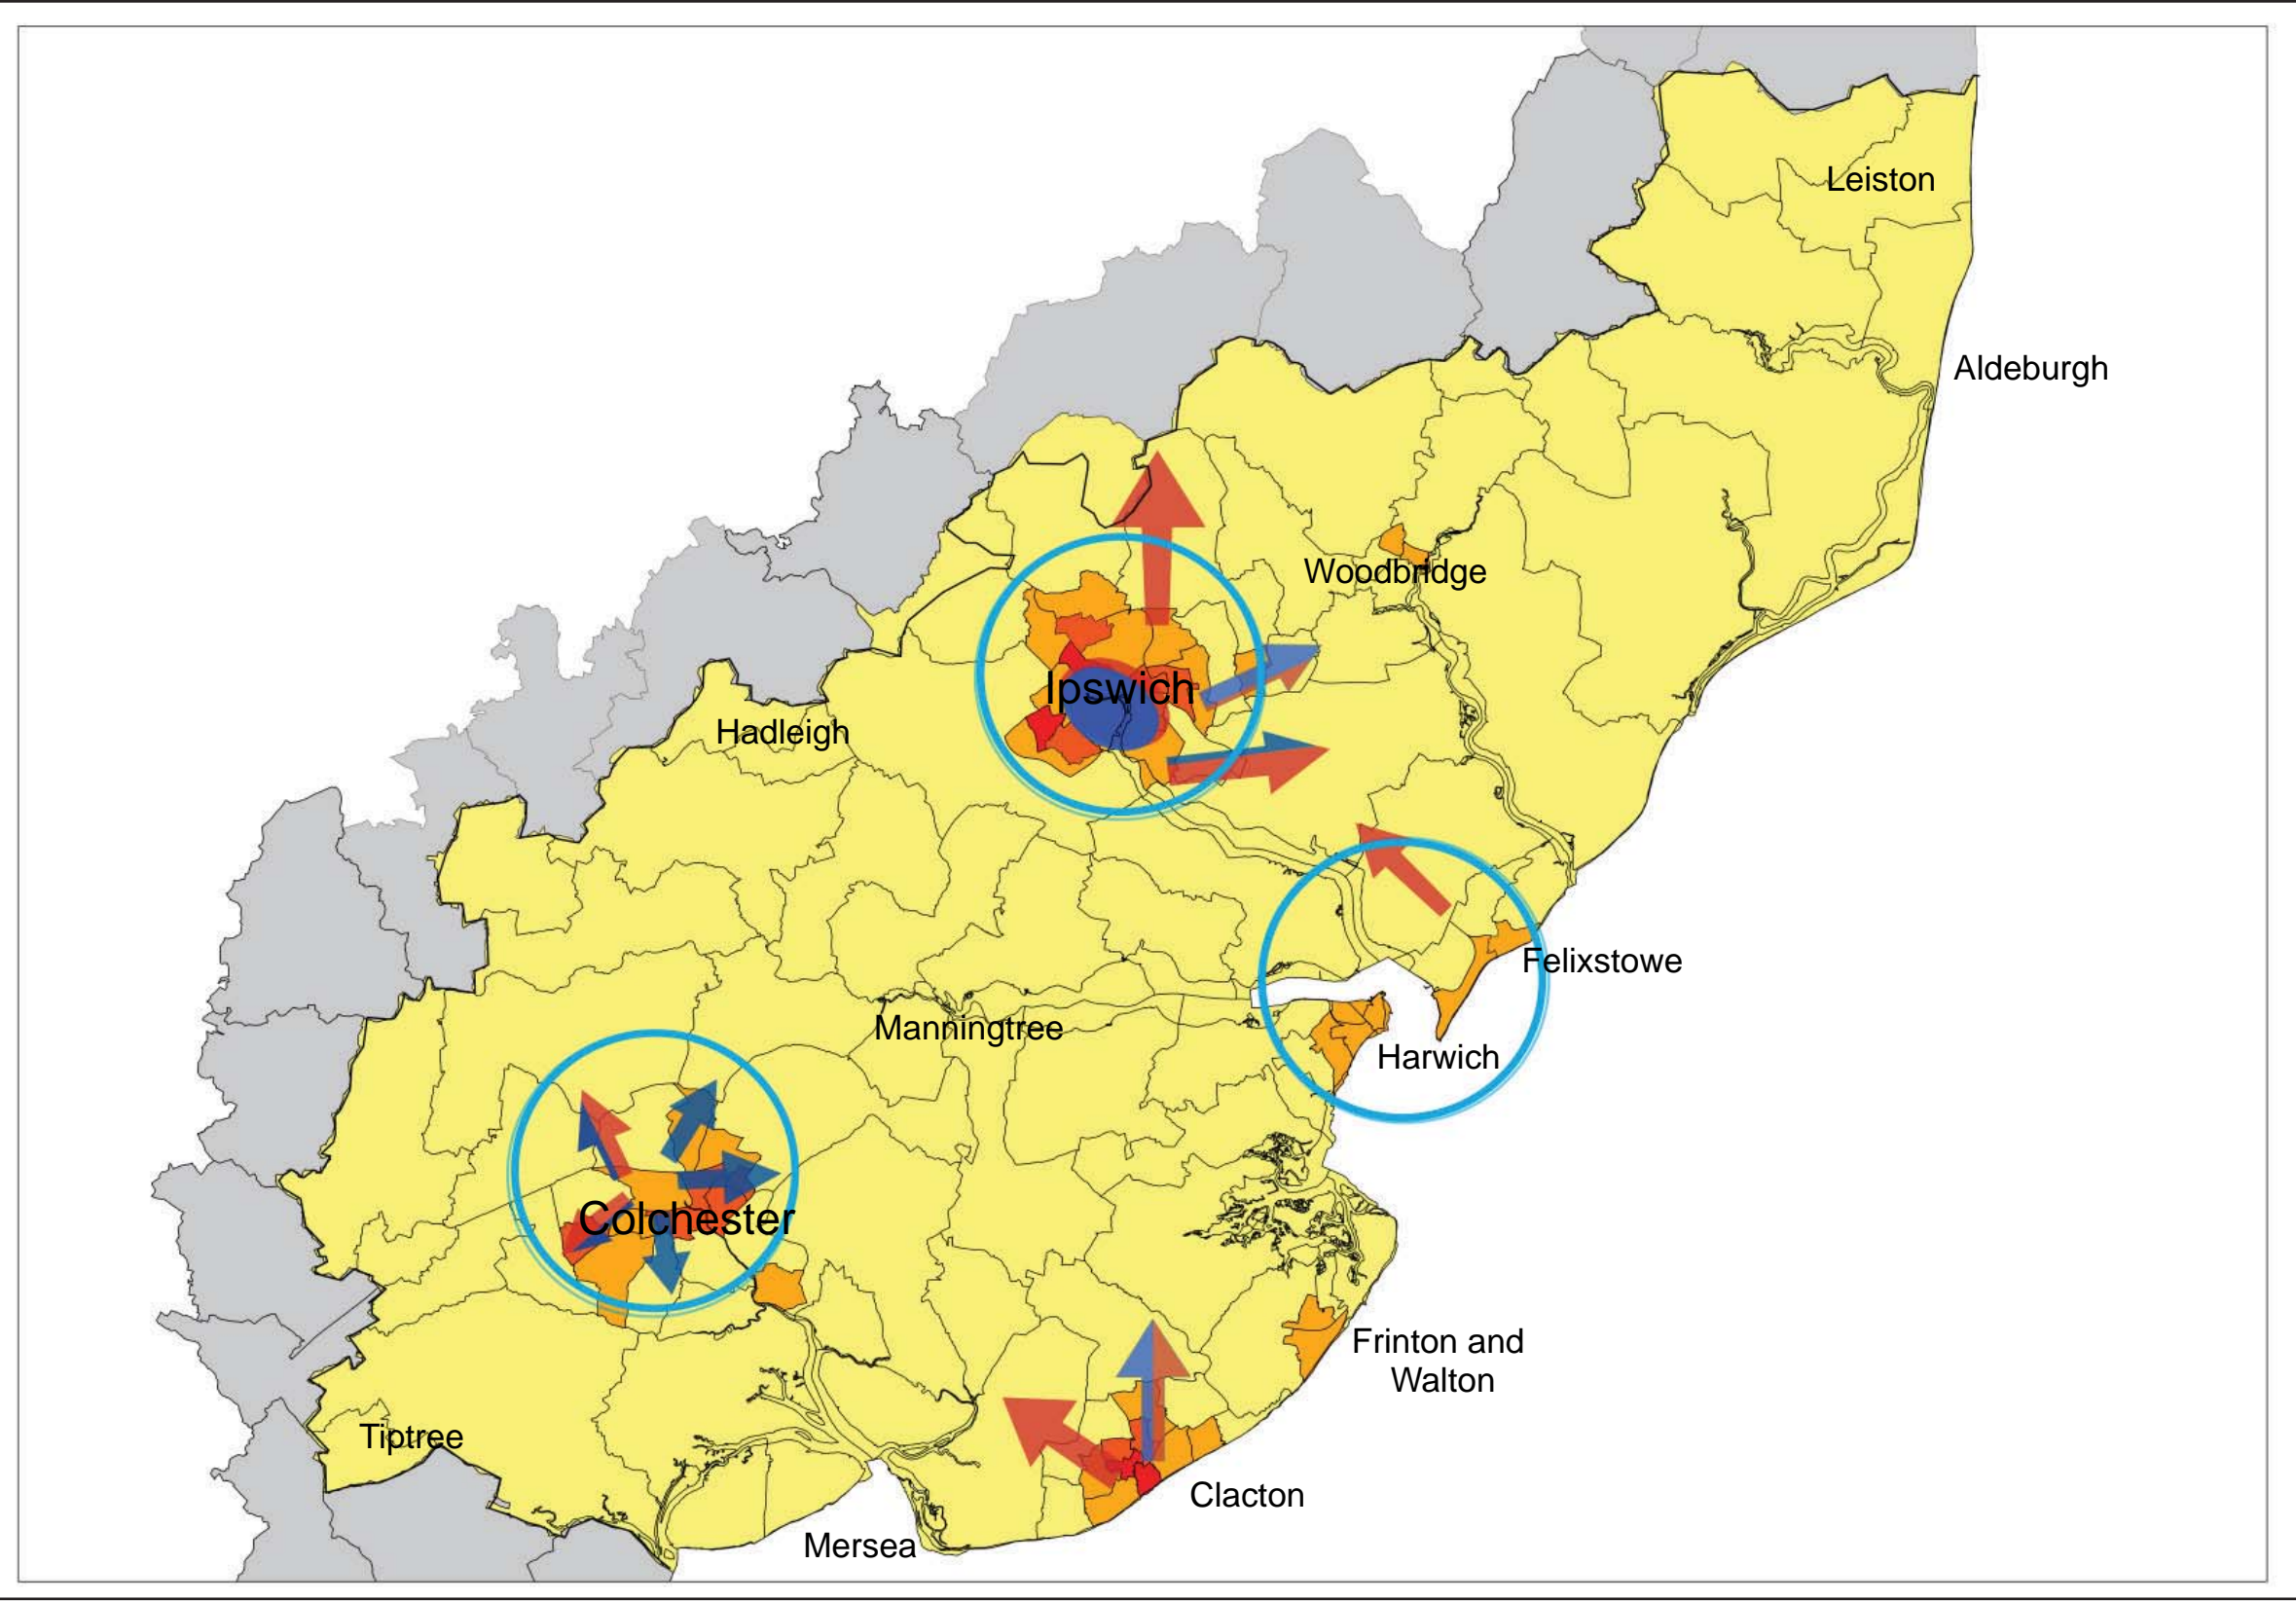 Leiston
Aldeburgh
Woodbridge
Ipswich
Hadleigh
Felixstowe
Manningtree
Harwich
Colchester
Frinton and
Walton
Tiptree
Clacton
Mersea